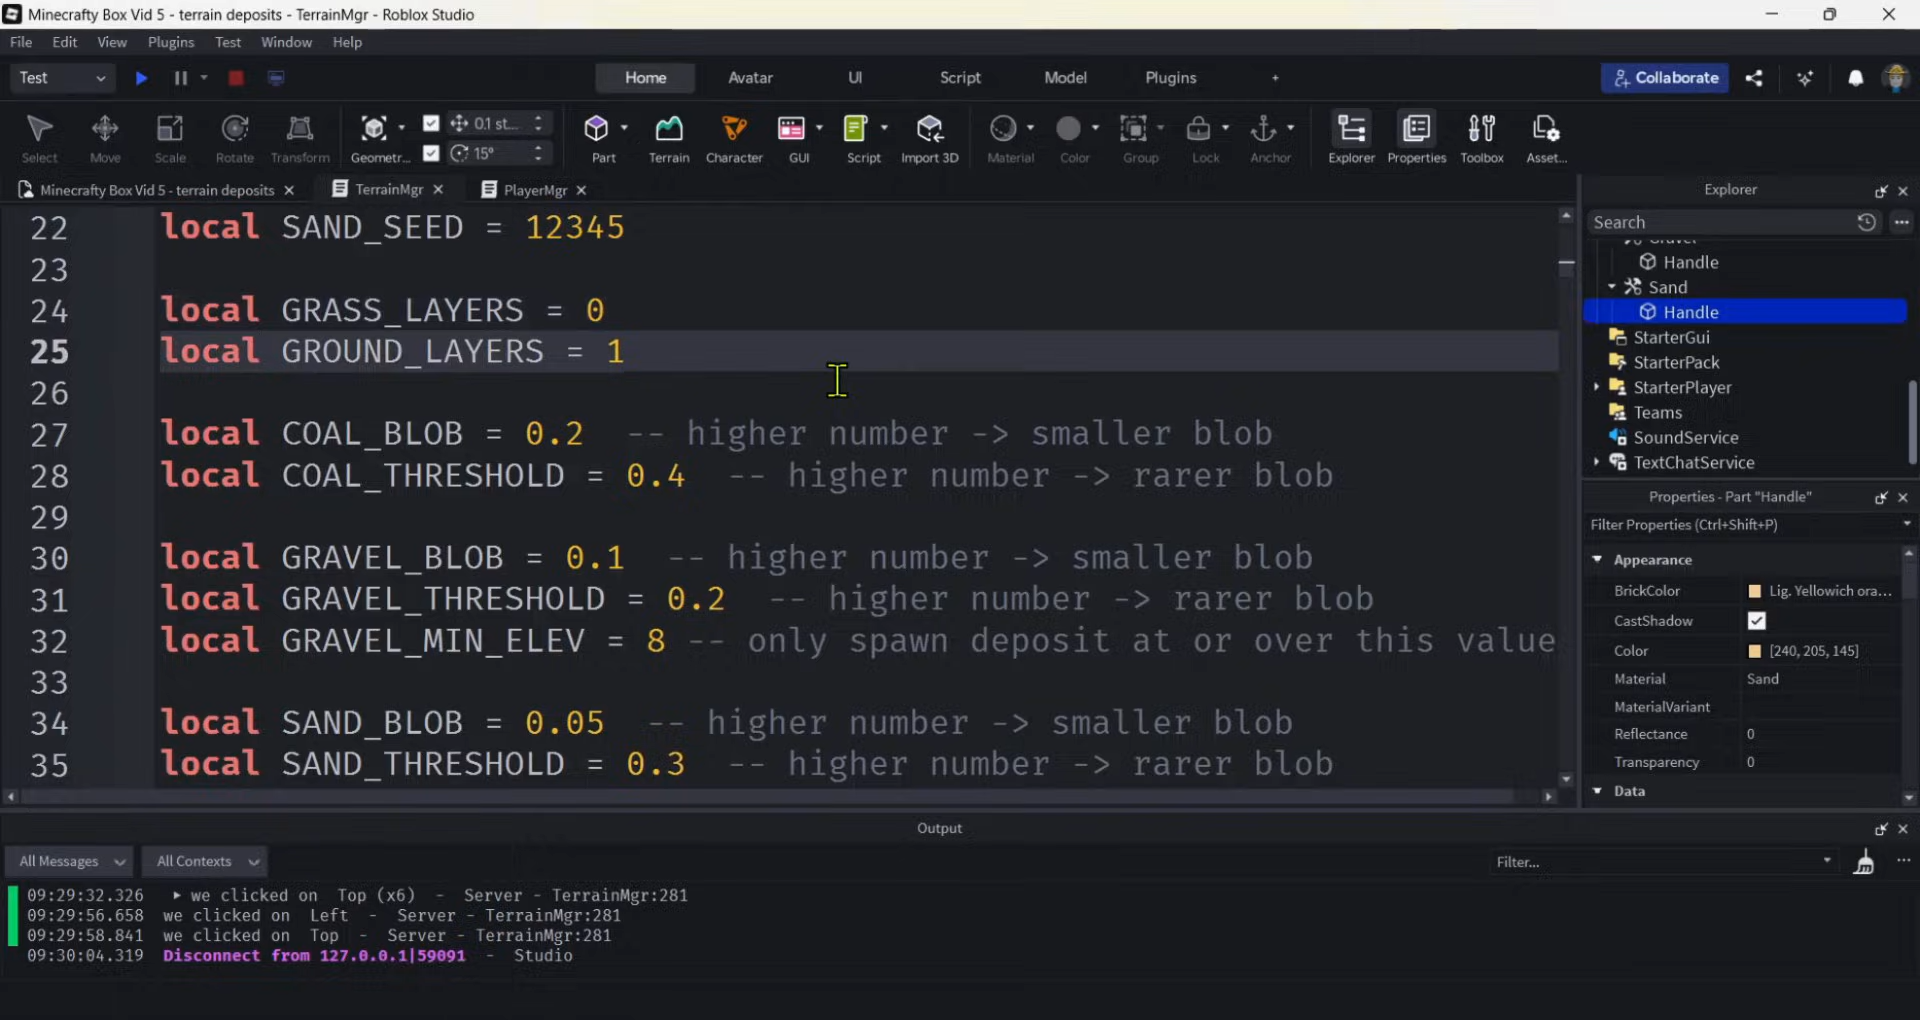 Minecrafty Box Vid 5 - terrain deposits - TerrainMgr - Roblox Studio
File Edit View Plugins Test Window Help
Test Home Avatar UI Script Model Plugins + Collaborate
0.1 st...
15°
Select Move Scale Rotate Transform Geometr... Part Terrain Character GUI Script Import 3D Material Color Group Lock Anchor Explorer Properties Toolbox Asset...
Minecrafty Box Vid 5 - terrain deposits TerrainMgr PlayerMgr
22 local SAND_SEED = 12345
23
24 local GRASS_LAYERS = 0
25 local GROUND_LAYERS = 1
26
27 local COAL_BLOB = 0.2 -- higher number -> smaller blob
28 local COAL_THRESHOLD = 0.4 -- higher number -> rarer blob
29
30 local GRAVEL_BLOB = 0.1 -- higher number -> smaller blob
31 local GRAVEL_THRESHOLD = 0.2 -- higher number -> rarer blob
32 local GRAVEL_MIN_ELEV = 8 -- only spawn deposit at or over this value
33
34 local SAND_BLOB = 0.05 -- higher number -> smaller blob
35 local SAND_THRESHOLD = 0.3 -- higher number -> rarer blob
Explorer
Search
Gravel
Handle
Sand
Handle
StarterGui
StarterPack
StarterPlayer
Teams
SoundService
TextChatService
Properties - Part "Handle"
Filter Properties (Ctrl+Shift+P)
Appearance
BrickColor Lig. Yellowich ora...
CastShadow
Color [240, 205, 145]
Material Sand
MaterialVariant
Reflectance 0
Transparency 0
Data
Output
All Messages All Contexts Filter...
09:29:32.326 ▸ we clicked on Top (x6) - Server - TerrainMgr:281
09:29:56.658 we clicked on Left - Server - TerrainMgr:281
09:29:58.841 we clicked on Top - Server - TerrainMgr:281
09:30:04.319 Disconnect from 127.0.0.1|59091 - Studio